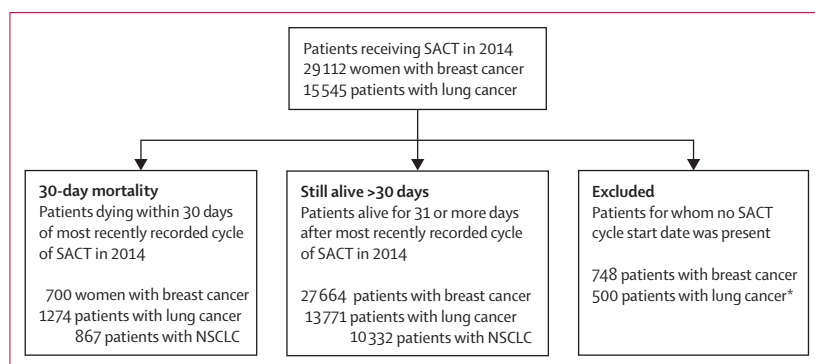 Patients receiving SACT in 2014
29 112 women with breast cancer
15 545 patients with lung cancer
30-day mortality
Patients dying within 30 days
of most recently recorded cycle
of SACT in 2014
700 women with breast cancer
1274 patients with lung cancer
867 patients with NSCLC
Still alive >30 days
Patients alive for 31 or more days
after most recently recorded cycle
of SACT in 2014
27 664 patients with breast cancer
13 771 patients with lung cancer
10 332 patients with NSCLC
Excluded
Patients for whom no SACT
cycle start date was present
748 patients with breast cancer
500 patients with lung cancer*